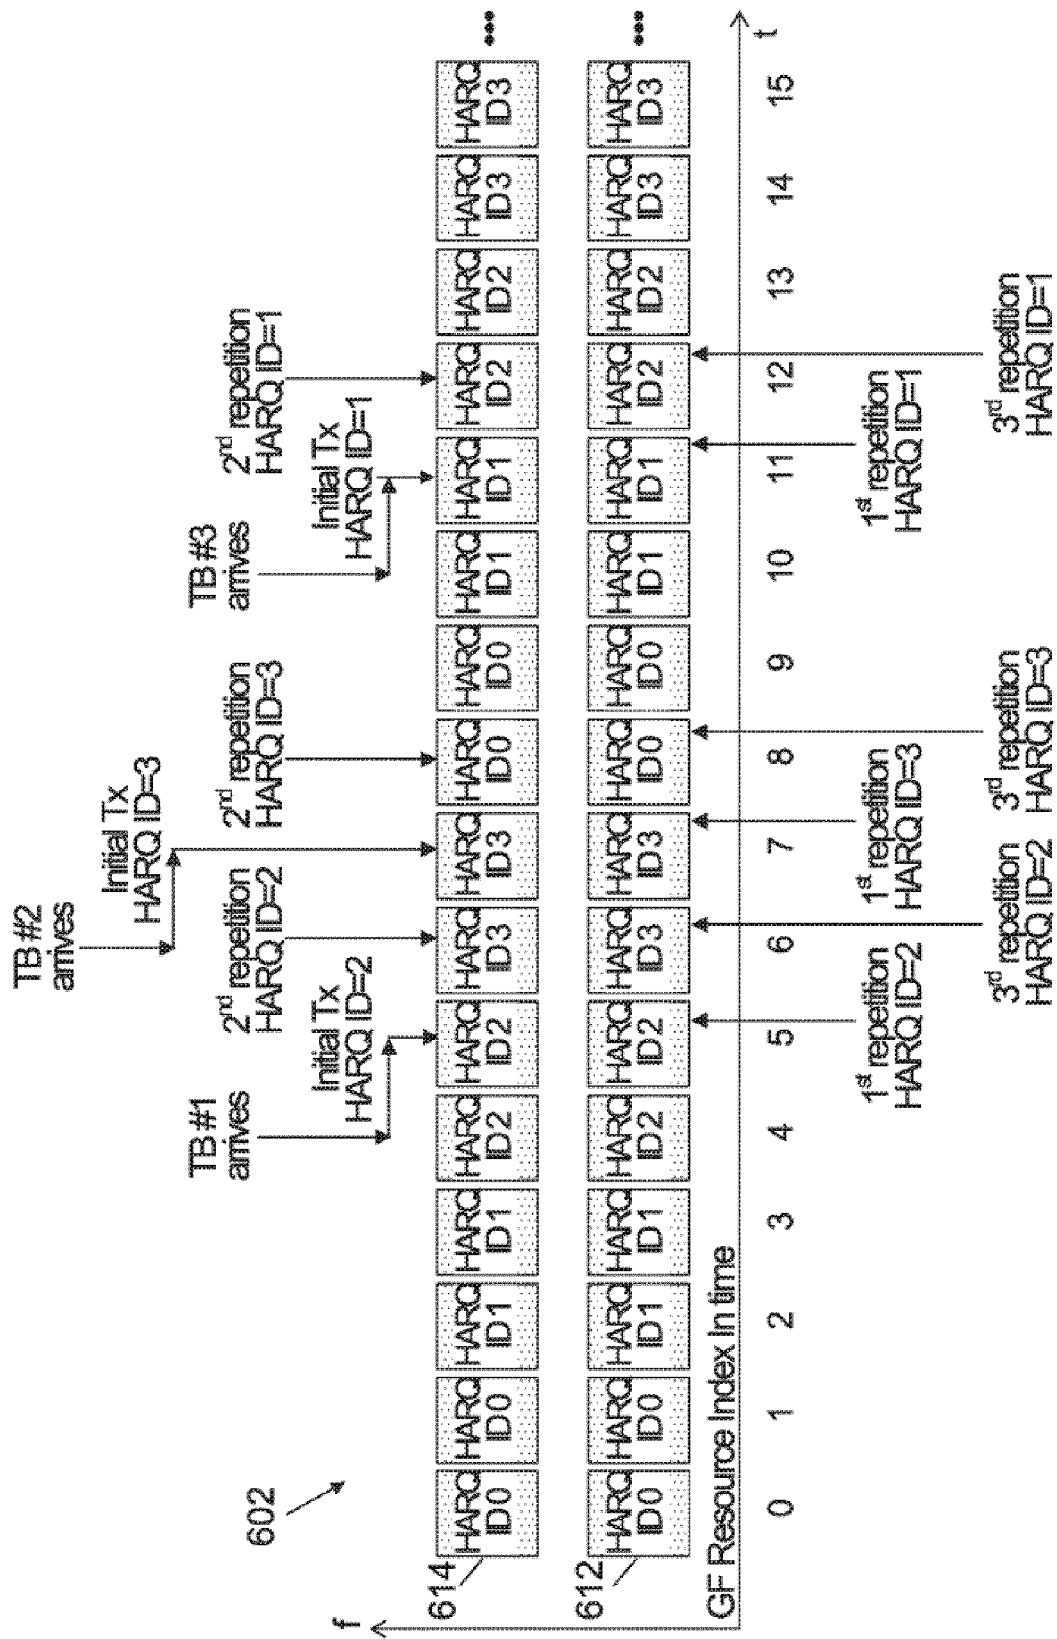 TB #2
arrives
Initial Tx
HARQ ID=3
TB #1
arrives
2nd repetition
HARQ ID=2
2nd repetition
HARQ ID=3
TB #3
arrives
2nd repetition
HARQ ID=1
602
Initial Tx
HARQ ID=2
Initial Tx
HARQ ID=1
f
614
HARQ ID0
HARQ ID0
HARQ ID1
HARQ ID1
HARQ ID2
HARQ ID2
HARQ ID3
HARQ ID3
HARQ ID0
HARQ ID0
HARQ ID1
HARQ ID1
HARQ ID2
HARQ ID2
HARQ ID3
HARQ ID3
•••
612
HARQ ID0
HARQ ID0
HARQ ID1
HARQ ID1
HARQ ID2
HARQ ID2
HARQ ID3
HARQ ID3
HARQ ID0
HARQ ID0
HARQ ID1
HARQ ID1
HARQ ID2
HARQ ID2
HARQ ID3
HARQ ID3
•••
GF Resource Index In time
t
0 1 2 3 4 5 6 7 8 9 10 11 12 13 14 15
1st repetition
HARQ ID=2
1st repetition
HARQ ID=3
1st repetition
HARQ ID=1
3rd repetition
HARQ ID=2
3rd repetition
HARQ ID=3
3rd repetition
HARQ ID=1